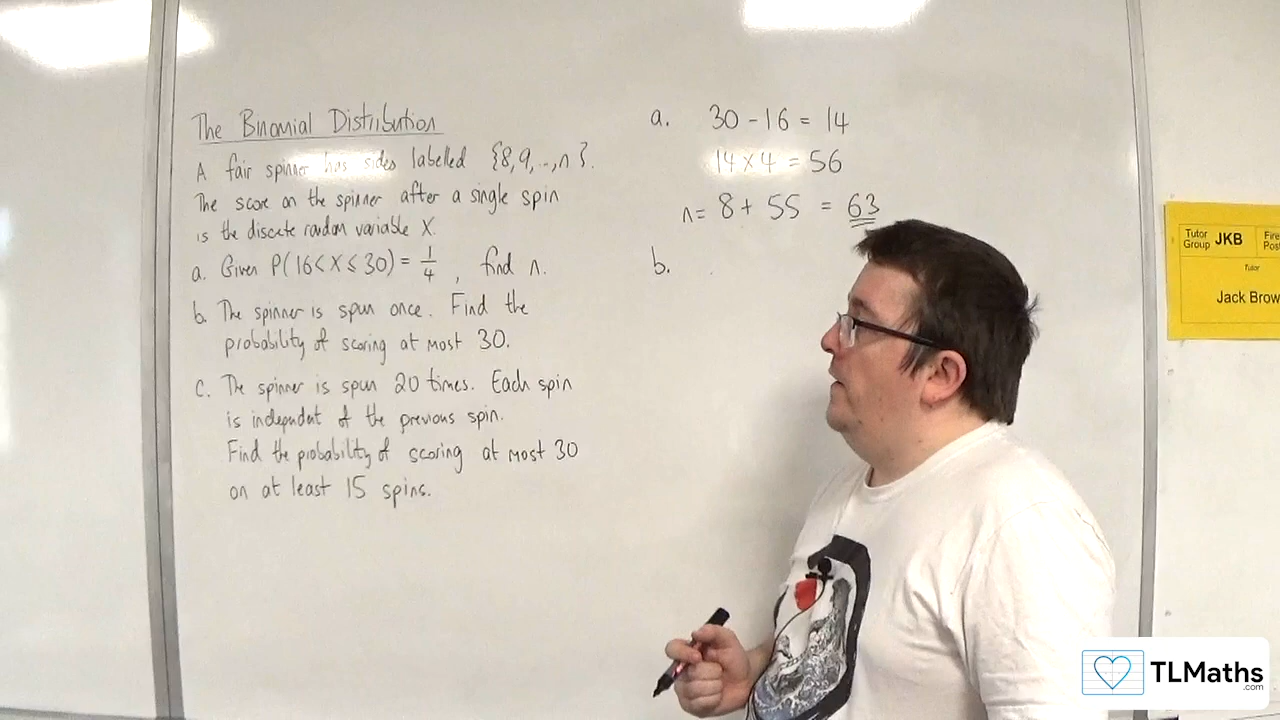 The Binomial Distribution
A fair spinner has sides labelled {8,9,...,n}.
The score on the spinner after a single spin
is the discrete random variable X.
a. Given P(16<X≤30) = 1/4, find n.
b. The spinner is spun once. Find the
probability of scoring at most 30.
c. The spinner is spun 20 times. Each spin
is independent of the previous spin.
Find the probability of scoring at most 30
on at least 15 spins.
a. 30 - 16 = 14
14 × 4 = 56
n = 8 + 55 = 63
b.
Tutor
Group JKB
Fire
Tutor
Jack Brow
TLMaths
.com